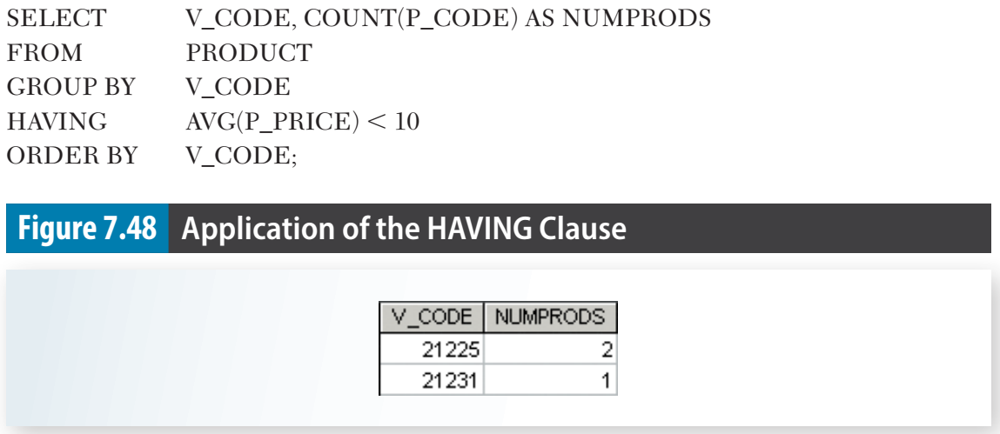 SELECT V_CODE, COUNT(P_CODE) AS NUMPRODS
FROM PRODUCT
GROUP BY V_CODE
HAVING AVG(P_PRICE) < 10
ORDER BY V_CODE;
Figure 7.48 Application of the HAVING Clause
V_CODE NUMPRODS
21225 2
21231 1